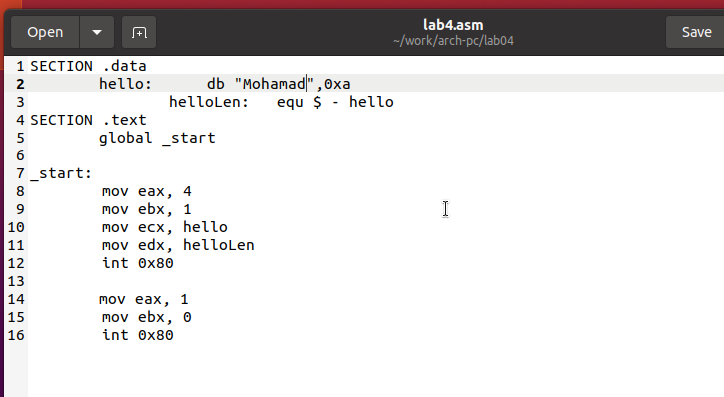 Open
lab4.asm
~/work/arch-pc/lab04
Save
1 SECTION .data
2 hello: db "Mohamad",0xa
3 helloLen: equ $ - hello
4 SECTION .text
5 global _start
6
7 _start:
8 mov eax, 4
9 mov ebx, 1
10 mov ecx, hello
11 mov edx, helloLen
12 int 0x80
13
14 mov eax, 1
15 mov ebx, 0
16 int 0x80